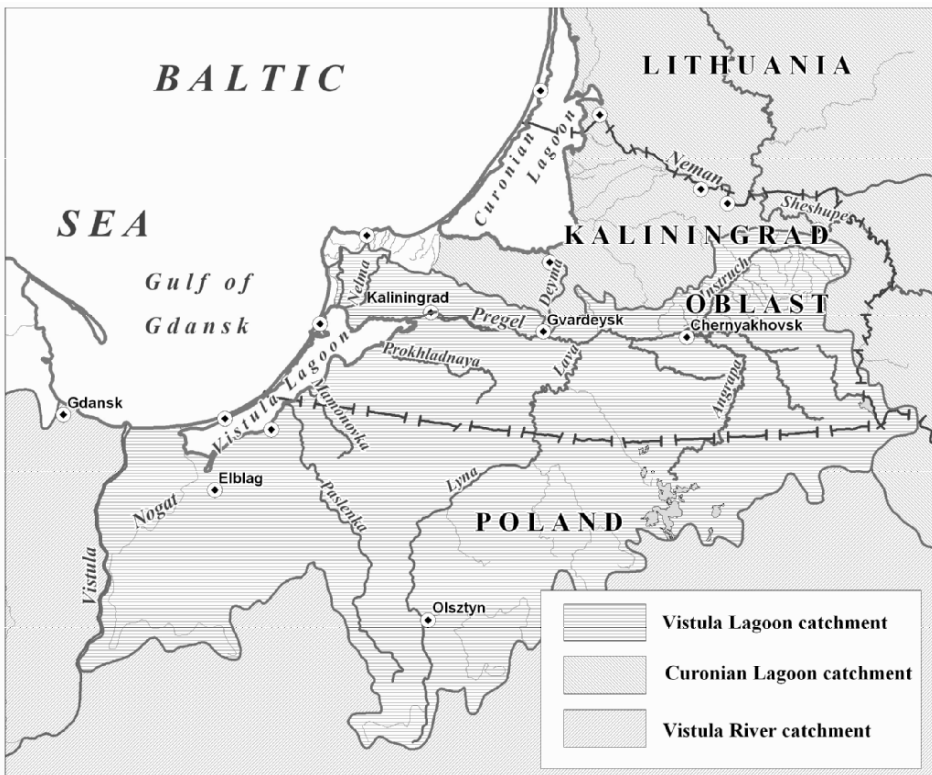 LITHUANIA
BALTIC
Curonian
Lagoon
Neman
Sheshupe
SEA
KALININGRAD
Gulf of
Gdansk
Nelma
Deyma
Instruch
OBLAST
Kaliningrad
Pregel
Gvardeysk
Chernyakhovsk
Vistula Lagoon
Prokhladnaya
Lava
Angrapa
Mamonovka
Gdansk
Elblag
Nogat
Lyna
Paslenka
POLAND
Vistula
Olsztyn
Vistula Lagoon catchment
Curonian Lagoon catchment
Vistula River catchment